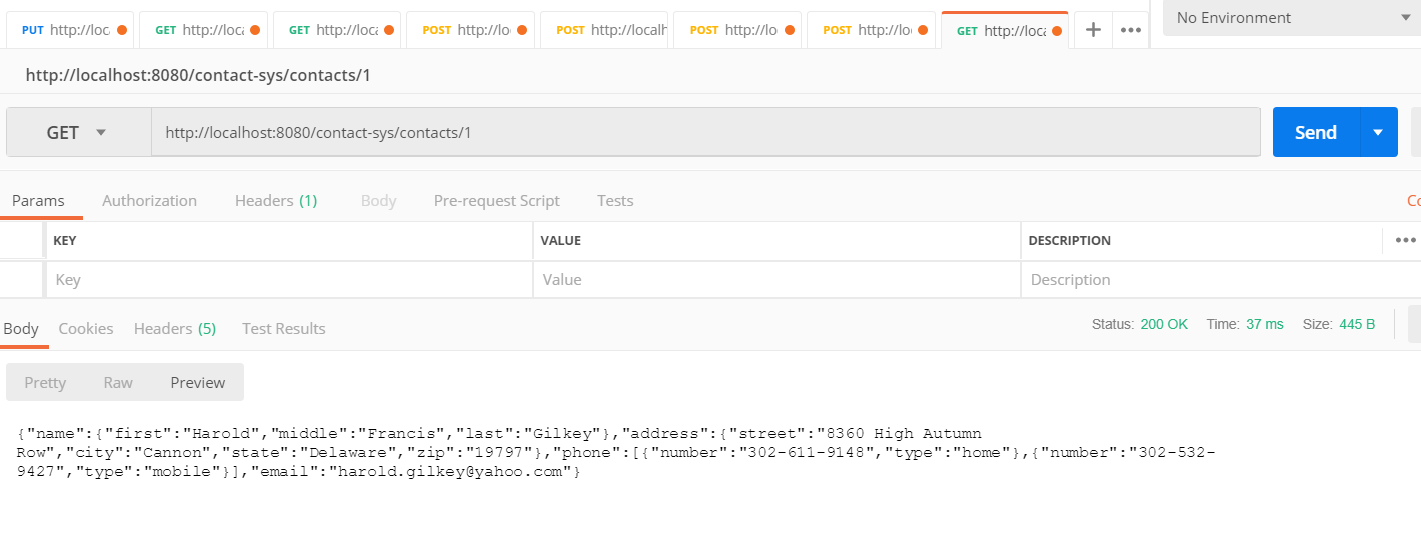 PUT http://loc GET http://loca GET http://loca POST http://lo POST http://localh POST http://lo POST http://lo GET http://loca + ••• No Environment
http://localhost:8080/contact-sys/contacts/1
GET http://localhost:8080/contact-sys/contacts/1 Send
Params Authorization Headers (1) Body Pre-request Script Tests Co
KEY VALUE DESCRIPTION •••
Key Value Description
Body Cookies Headers (5) Test Results Status: 200 OK Time: 37 ms Size: 445 B
Pretty Raw Preview
{"name":{"first":"Harold","middle":"Francis","last":"Gilkey"},"address":{"street":"8360 High Autumn
Row","city":"Cannon","state":"Delaware","zip":"19797"},"phone":[{"number":"302-611-9148","type":"home"},{"number":"302-532-
9427","type":"mobile"}],"email":"harold.gilkey@yahoo.com"}